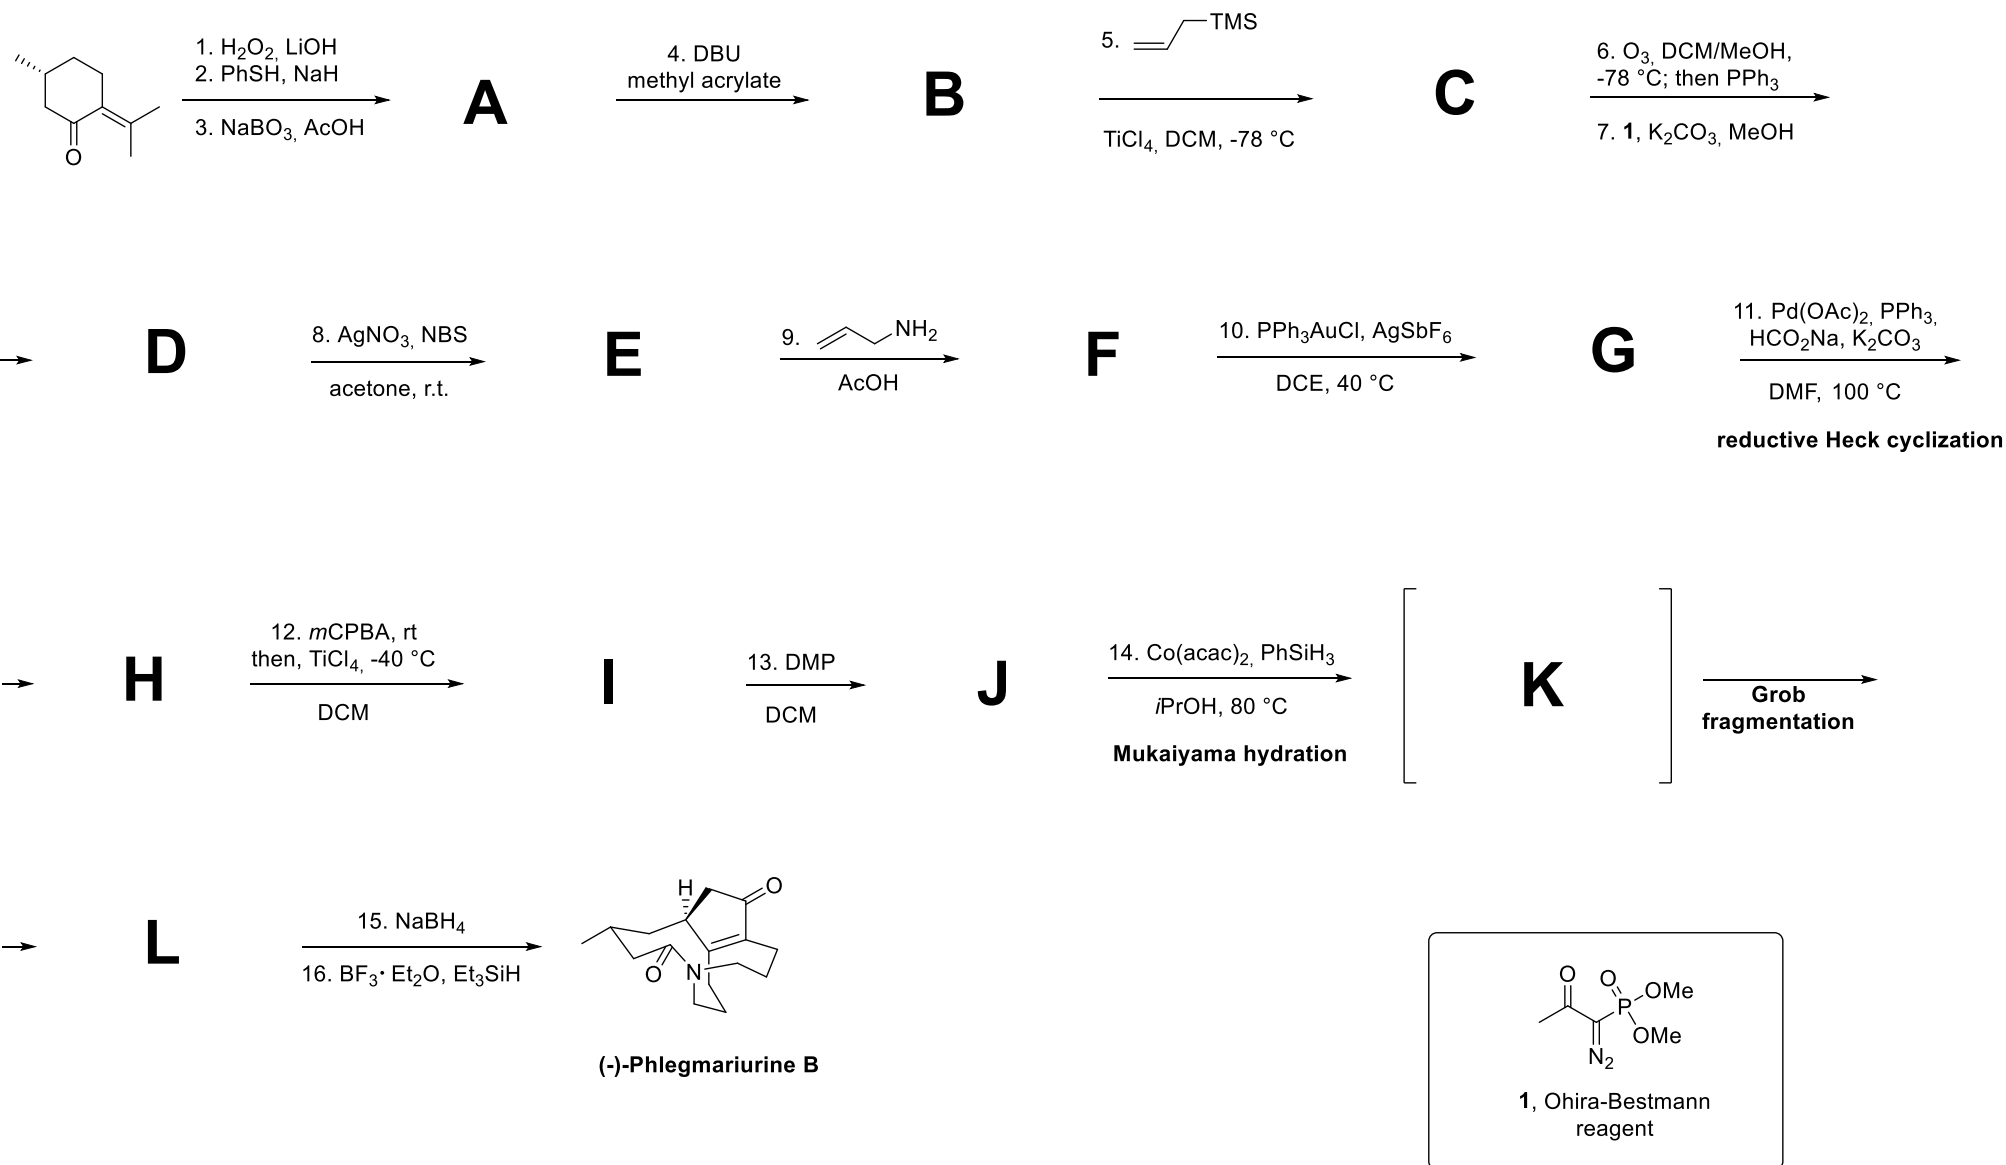 1. H₂O₂, LiOH
2. PhSH, NaH
3. NaBO₃, AcOH
O
A
4. DBU
methyl acrylate
B
5.
TMS
TiCl₄, DCM, -78 °C
C
6. O₃, DCM/MeOH,
-78 °C; then PPh₃
7. 1, K₂CO₃, MeOH
D
8. AgNO₃, NBS
acetone, r.t.
E
9.
NH₂
AcOH
F
10. PPh₃AuCl, AgSbF₆
DCE, 40 °C
G
11. Pd(OAc)₂, PPh₃,
HCO₂Na, K₂CO₃
DMF, 100 °C
reductive Heck cyclization
H
12. mCPBA, rt
then, TiCl₄, -40 °C
DCM
I
13. DMP
DCM
J
14. Co(acac)₂, PhSiH₃
iPrOH, 80 °C
Mukaiyama hydration
K
Grob
fragmentation
L
15. NaBH₄
16. BF₃• Et₂O, Et₃SiH
H
O
O
N
(-)-Phlegmariurine B
O
O
OMe
P
OMe
N₂
1, Ohira-Bestmann
reagent